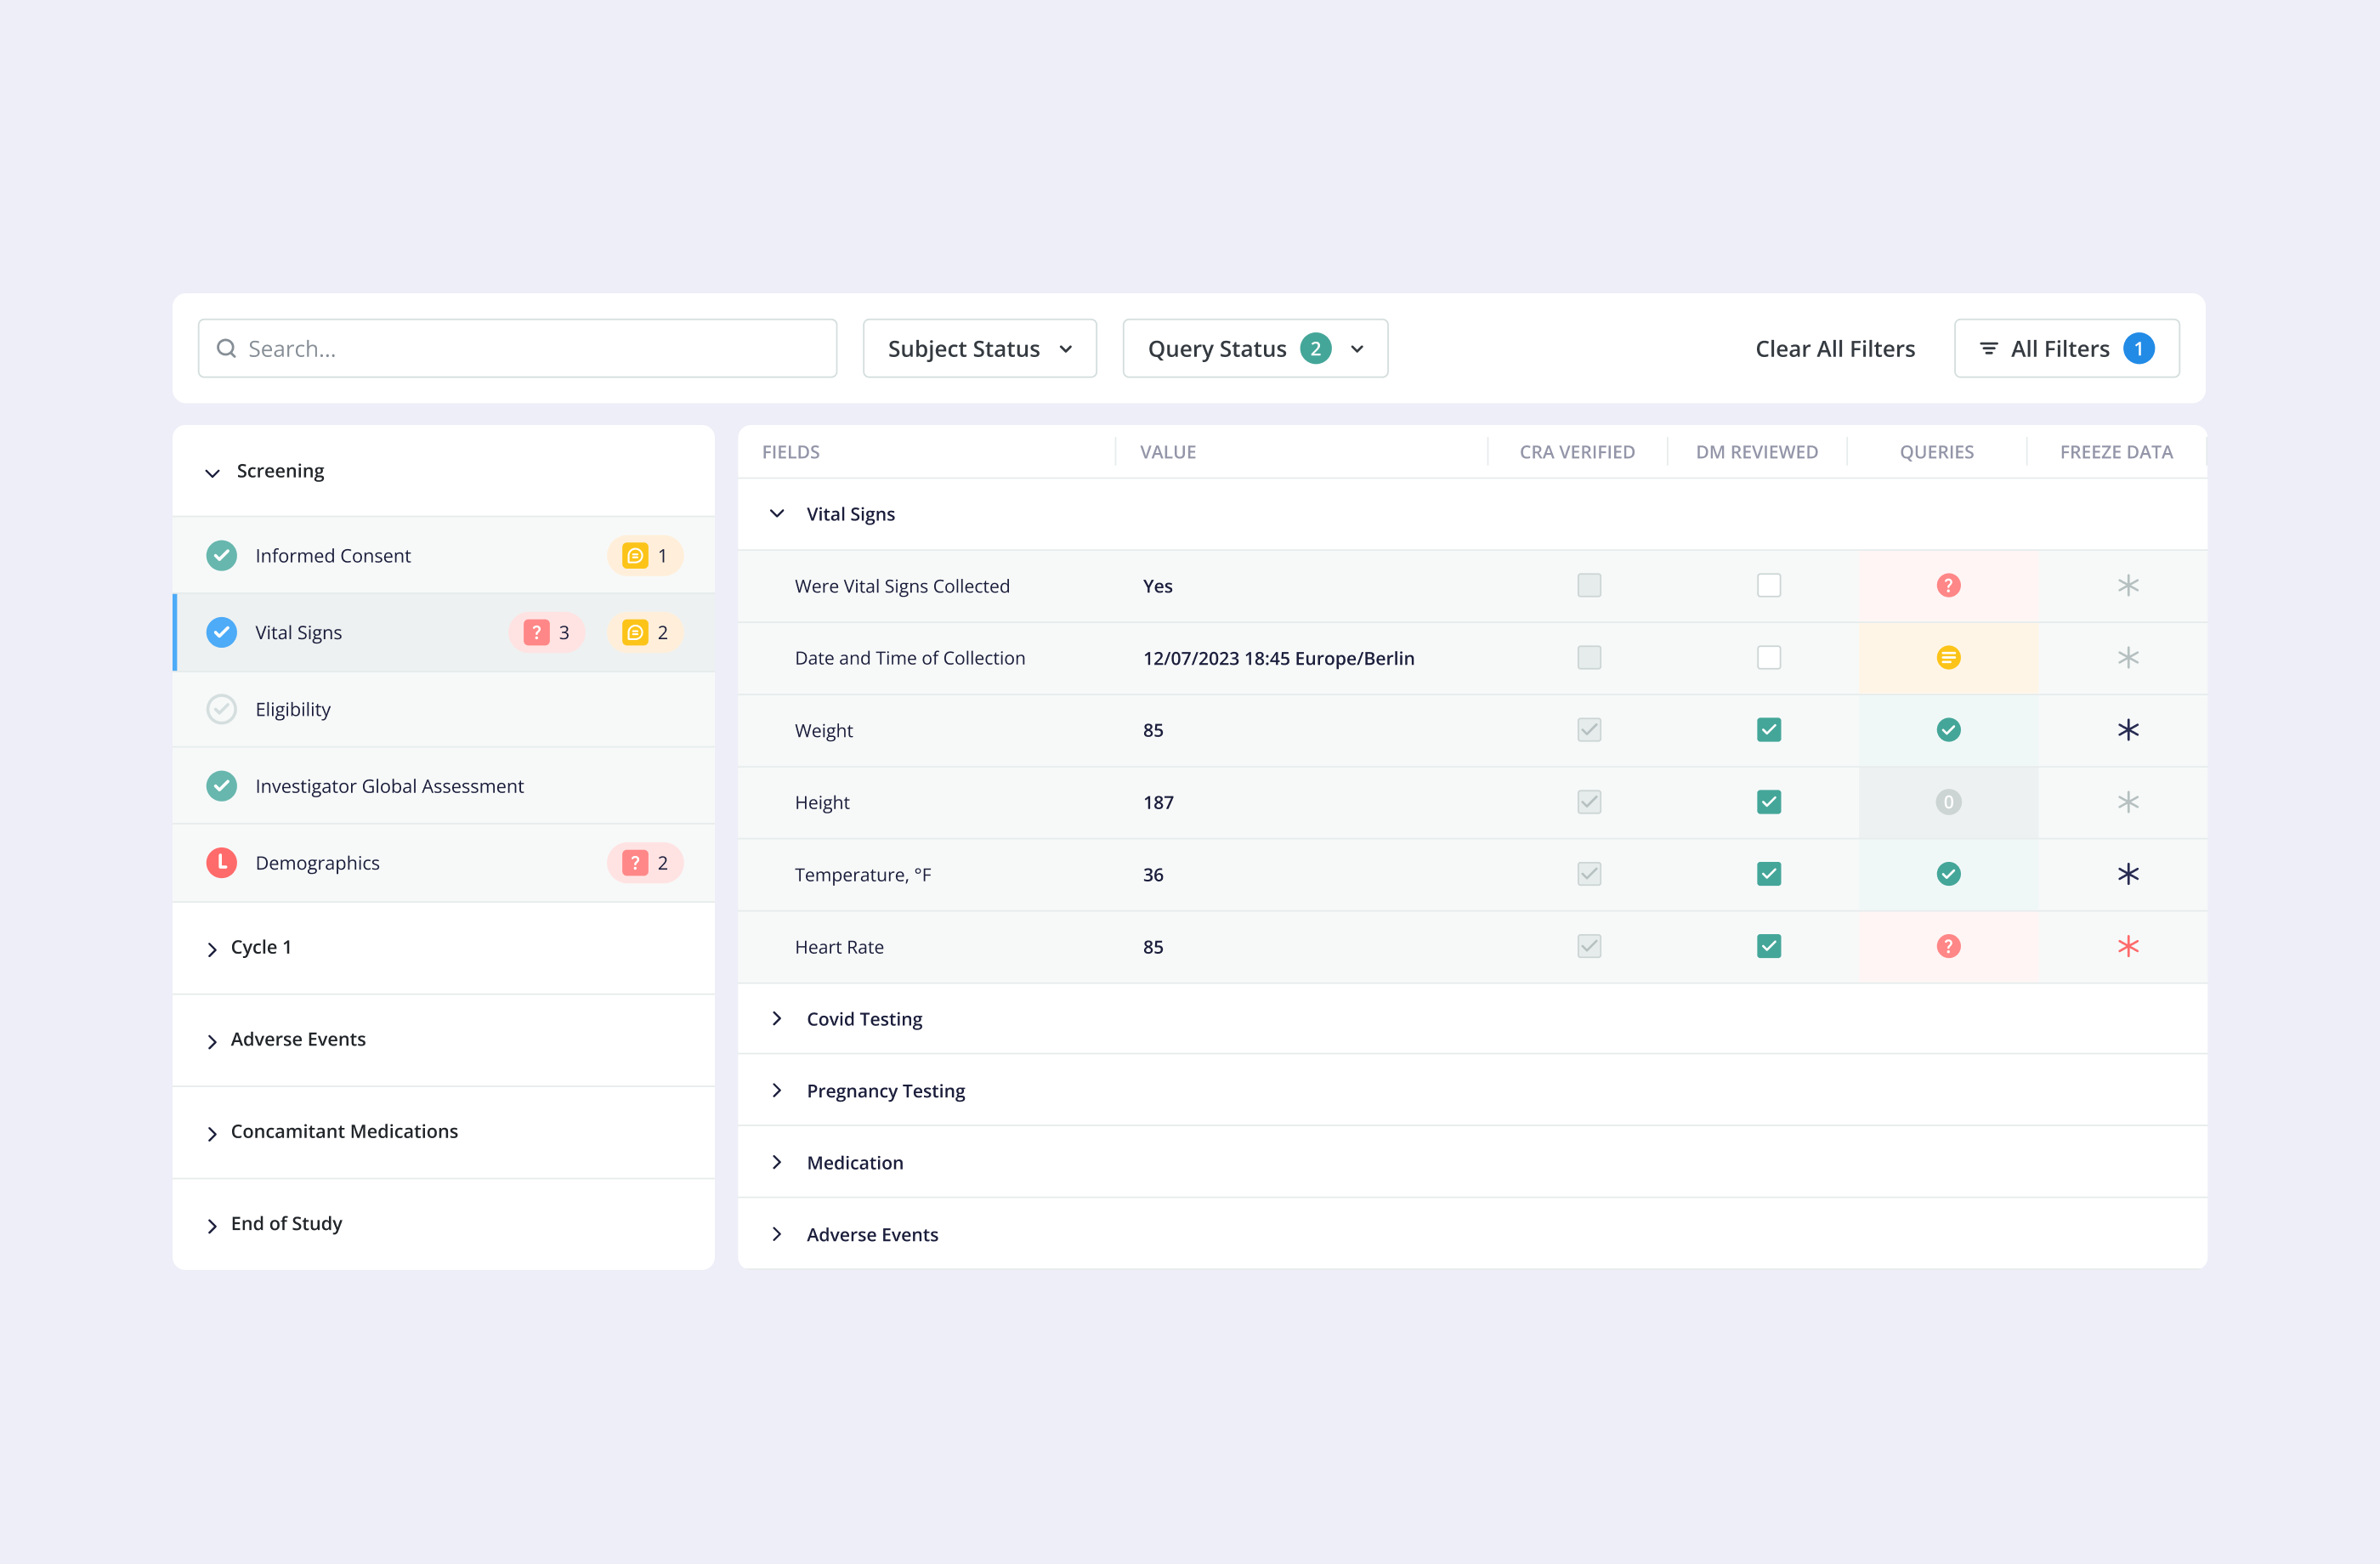 Search...
Subject Status
Query Status 2
Clear All Filters
All Filters 1
Screening
Informed Consent 1
Vital Signs ? 3 2
Eligibility
Investigator Global Assessment
Demographics ? 2
Cycle 1
Adverse Events
Concamitant Medications
End of Study
FIELDS VALUE CRA VERIFIED DM REVIEWED QUERIES FREEZE DATA
Vital Signs
Were Vital Signs Collected Yes ?
Date and Time of Collection 12/07/2023 18:45 Europe/Berlin
Weight 85
Height 187 0
Temperature, °F 36
Heart Rate 85 ?
Covid Testing
Pregnancy Testing
Medication
Adverse Events